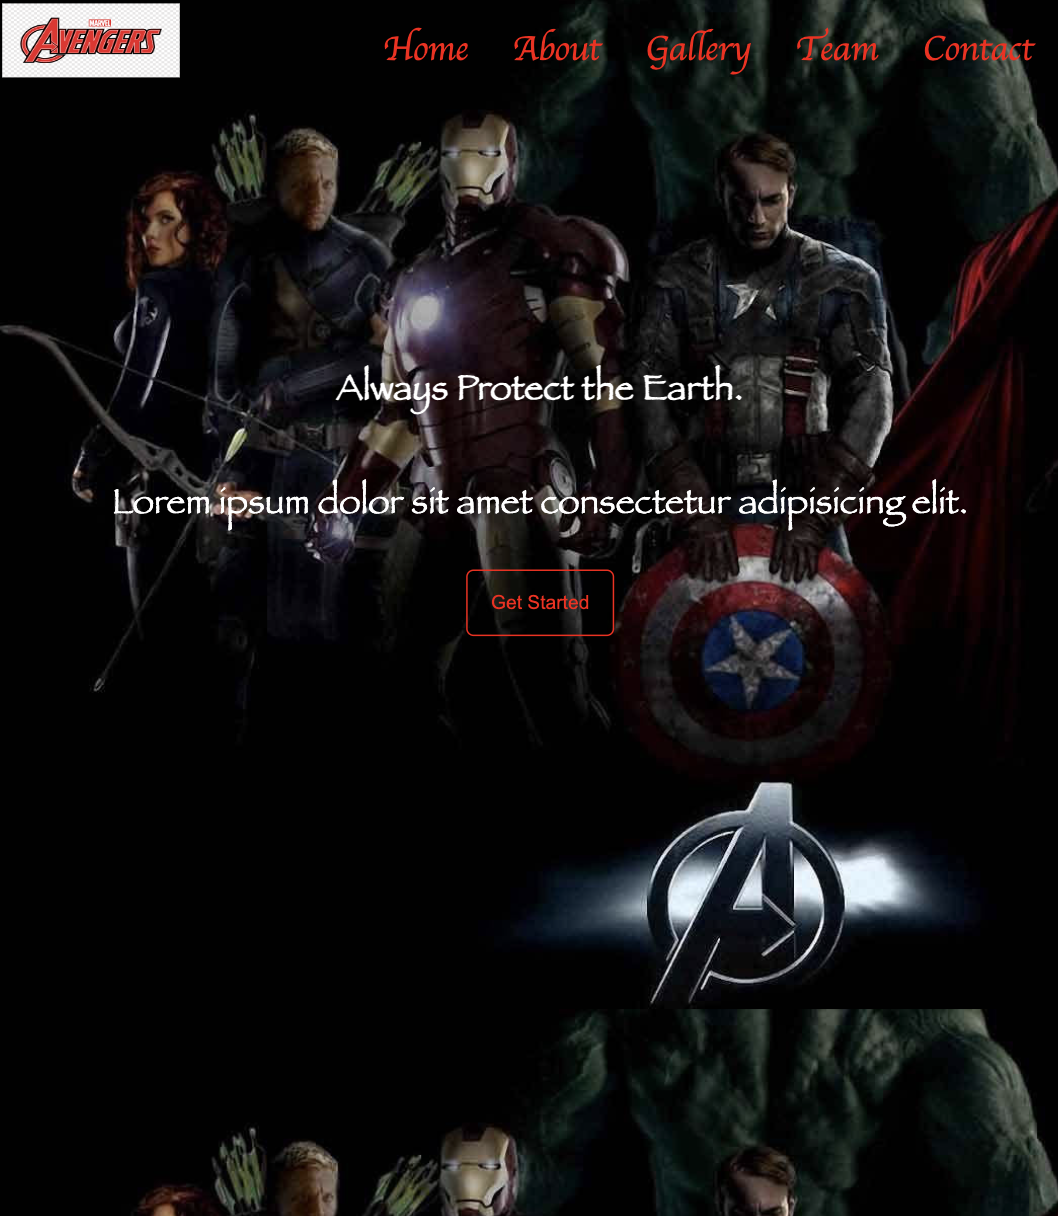 MARVEL
AVENGERS
Home About Gallery Team Contact
Always Protect the Earth.
Lorem ipsum dolor sit amet consectetur adipisicing elit.
Get Started
A